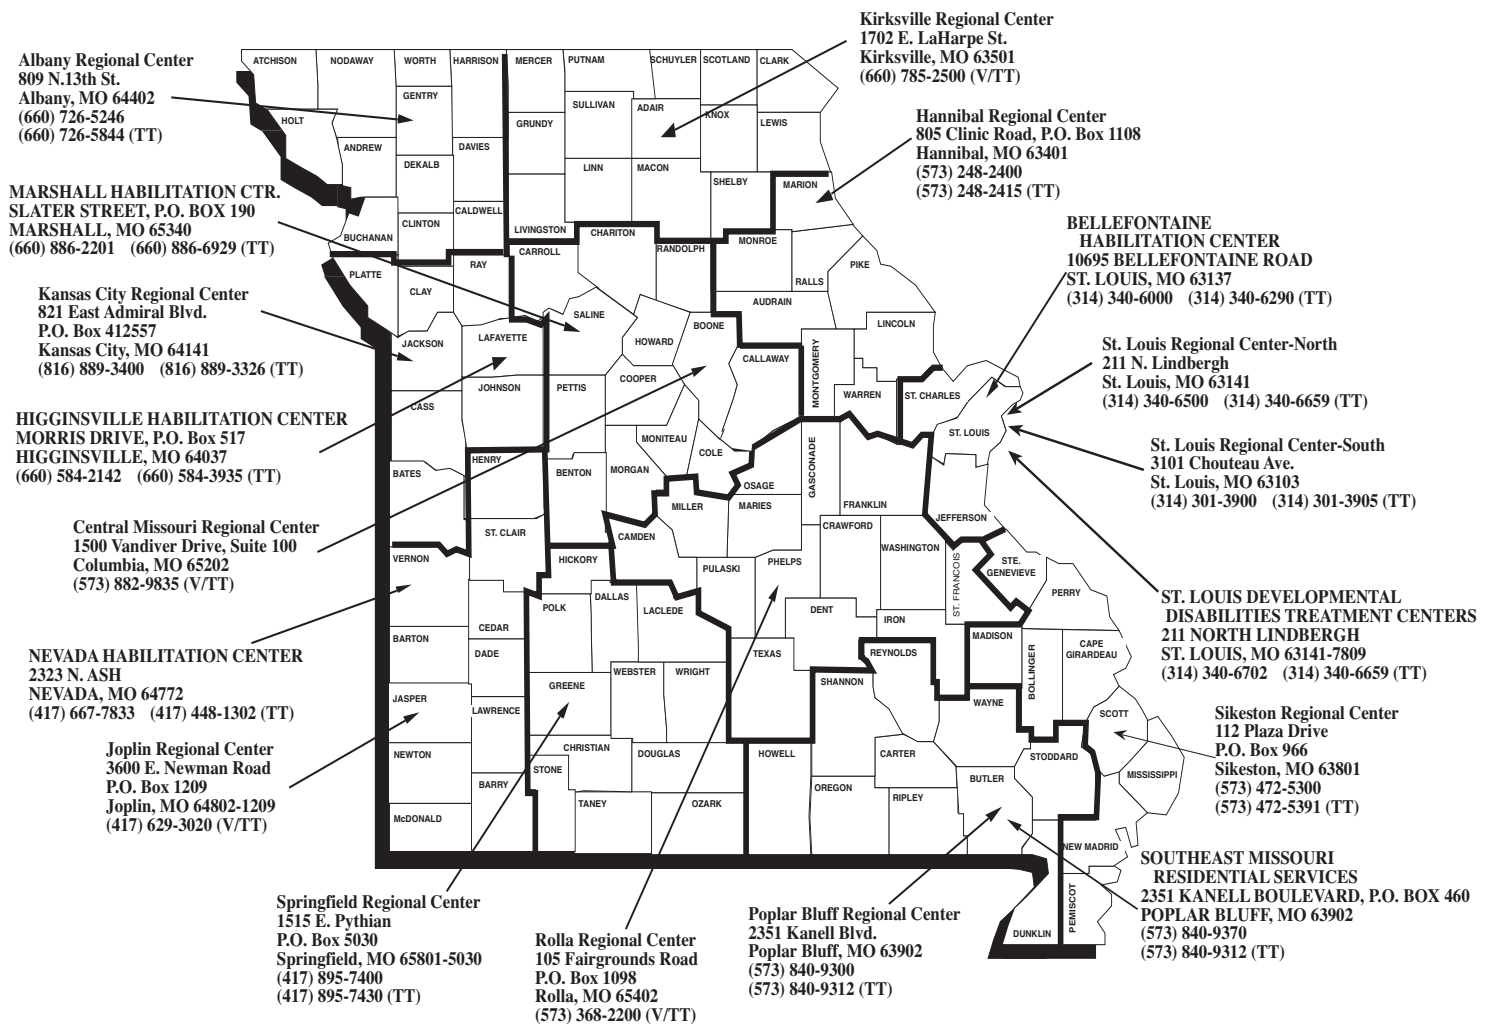 Kirksville Regional Center
1702 E. LaHarpe St.
Kirksville, MO 63501
(660) 785-2500 (V/TT)
Albany Regional Center
809 N.13th St.
Albany, MO 64402
(660) 726-5246
(660) 726-5844 (TT)
Hannibal Regional Center
805 Clinic Road, P.O. Box 1108
Hannibal, MO 63401
(573) 248-2400
(573) 248-2415 (TT)
MARSHALL HABILITATION CTR.
SLATER STREET, P.O. BOX 190
MARSHALL, MO 65340
(660) 886-2201 (660) 886-6929 (TT)
BELLEFONTAINE
HABILITATION CENTER
10695 BELLEFONTAINE ROAD
ST. LOUIS, MO 63137
(314) 340-6000 (314) 340-6290 (TT)
Kansas City Regional Center
821 East Admiral Blvd.
P.O. Box 412557
Kansas City, MO 64141
(816) 889-3400 (816) 889-3326 (TT)
St. Louis Regional Center-North
211 N. Lindbergh
St. Louis, MO 63141
(314) 340-6500 (314) 340-6659 (TT)
HIGGINSVILLE HABILITATION CENTER
MORRIS DRIVE, P.O. Box 517
HIGGINSVILLE, MO 64037
(660) 584-2142 (660) 584-3935 (TT)
St. Louis Regional Center-South
3101 Chouteau Ave.
St. Louis, MO 63103
(314) 301-3900 (314) 301-3905 (TT)
Central Missouri Regional Center
1500 Vandiver Drive, Suite 100
Columbia, MO 65202
(573) 882-9835 (V/TT)
ST. LOUIS DEVELOPMENTAL
DISABILITIES TREATMENT CENTERS
211 NORTH LINDBERGH
ST. LOUIS, MO 63141-7809
(314) 340-6702 (314) 340-6659 (TT)
NEVADA HABILITATION CENTER
2323 N. ASH
NEVADA, MO 64772
(417) 667-7833 (417) 448-1302 (TT)
Sikeston Regional Center
112 Plaza Drive
P.O. Box 966
Sikeston, MO 63801
(573) 472-5300
(573) 472-5391 (TT)
Joplin Regional Center
3600 E. Newman Road
P.O. Box 1209
Joplin, MO 64802-1209
(417) 629-3020 (V/TT)
SOUTHEAST MISSOURI
RESIDENTIAL SERVICES
2351 KANELL BOULEVARD, P.O. BOX 460
POPLAR BLUFF, MO 63902
(573) 840-9370
(573) 840-9312 (TT)
Springfield Regional Center
1515 E. Pythian
P.O. Box 5030
Springfield, MO 65801-5030
(417) 895-7400
(417) 895-7430 (TT)
Rolla Regional Center
105 Fairgrounds Road
P.O. Box 1098
Rolla, MO 65402
(573) 368-2200 (V/TT)
Poplar Bluff Regional Center
2351 Kanell Blvd.
Poplar Bluff, MO 63902
(573) 840-9300
(573) 840-9312 (TT)
ATCHISON
NODAWAY
WORTH
HARRISON
MERCER
PUTNAM
SCHUYLER
SCOTLAND
CLARK
GENTRY
HOLT
SULLIVAN
ADAIR
KNOX
LEWIS
GRUNDY
ANDREW
DAVIES
DEKALB
LINN
MACON
SHELBY
MARION
CALDWELL
CLINTON
LIVINGSTON
CHARITON
BUCHANAN
CARROLL
RANDOLPH
MONROE
RAY
PLATTE
CLAY
RALLS
PIKE
AUDRAIN
SALINE
BOONE
LINCOLN
JACKSON
LAFAYETTE
HOWARD
CALLAWAY
MONTGOMERY
JOHNSON
PETTIS
COOPER
WARREN
ST. CHARLES
CASS
ST. LOUIS
MONITEAU
COLE
HENRY
BATES
BENTON
MORGAN
OSAGE
GASCONADE
MILLER
MARIES
FRANKLIN
JEFFERSON
CRAWFORD
ST. CLAIR
CAMDEN
WASHINGTON
VERNON
HICKORY
PULASKI
PHELPS
ST. FRANCOIS
STE.
GENEVIEVE
PERRY
DALLAS
POLK
LACLEDE
DENT
IRON
CEDAR
BARTON
MADISON
CAPE
GIRARDEAU
DADE
TEXAS
REYNOLDS
BOLLINGER
WEBSTER
WRIGHT
GREENE
SHANNON
JASPER
LAWRENCE
WAYNE
SCOTT
CHRISTIAN
DOUGLAS
HOWELL
CARTER
STODDARD
NEWTON
STONE
BUTLER
MISSISSIPPI
BARRY
OREGON
RIPLEY
TANEY
OZARK
McDONALD
NEW MADRID
PEMISCOT
DUNKLIN